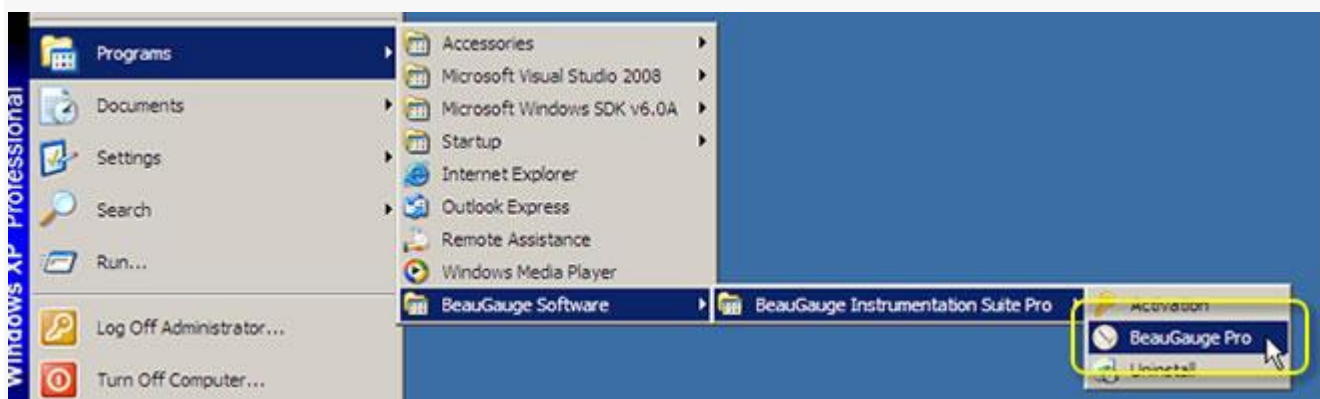 Windows XP Professional
Programs
Documents
Settings
Search
Run...
Log Off Administrator...
Turn Off Computer...
Accessories
Microsoft Visual Studio 2008
Microsoft Windows SDK v6.0A
Startup
Internet Explorer
Outlook Express
Remote Assistance
Windows Media Player
BeauGauge Software
BeauGauge Instrumentation Suite Pro
Activation
BeauGauge Pro
Uninstall